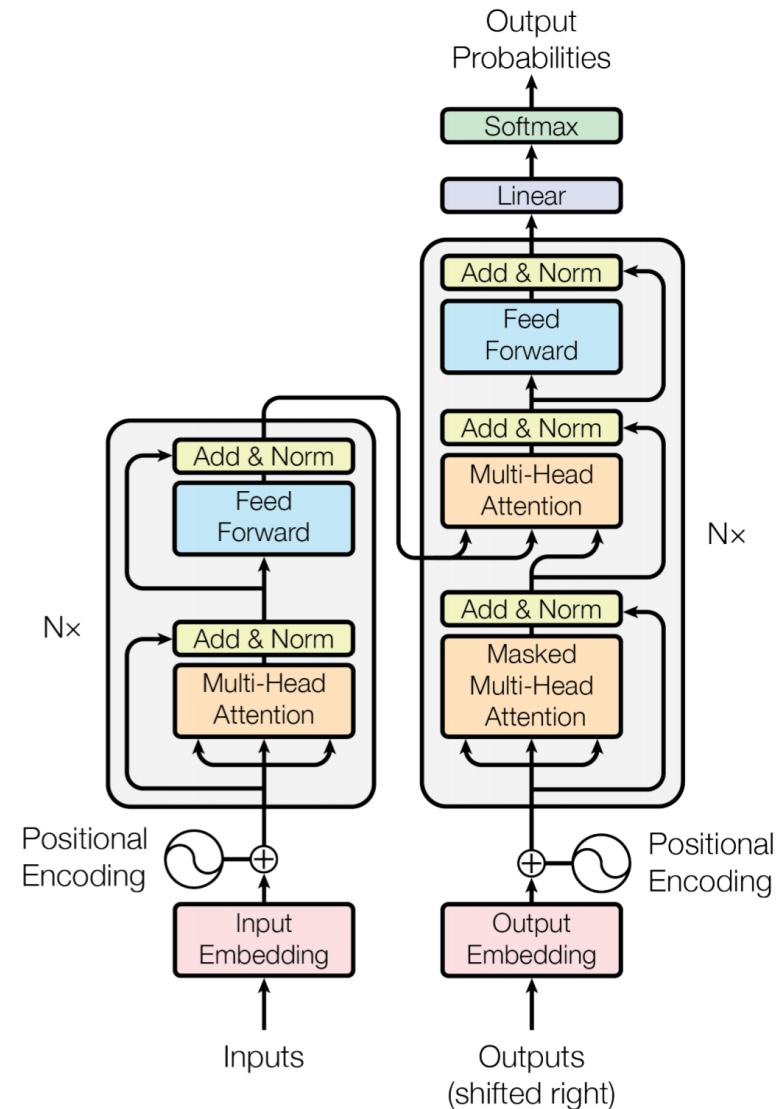 Output
Probabilities
Softmax
Linear
Add & Norm
Feed
Forward
Add & Norm
Multi-Head
Attention
Add & Norm
Masked
Multi-Head
Attention
N×
Add & Norm
Feed
Forward
Add & Norm
Multi-Head
Attention
N×
Positional
Encoding
Positional
Encoding
Input
Embedding
Output
Embedding
Inputs
Outputs
(shifted right)